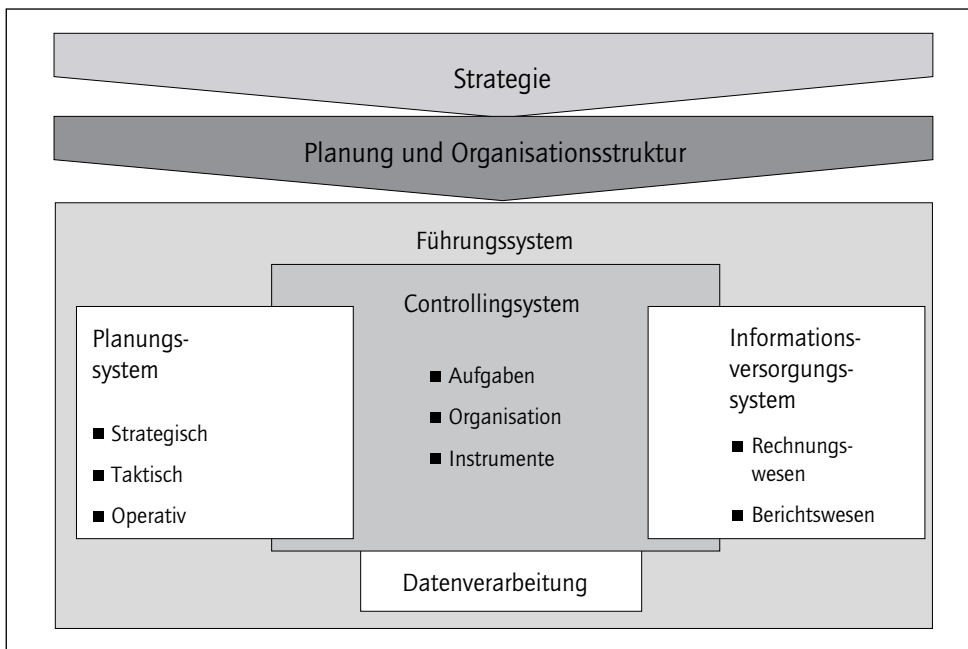 Strategie
Planung und Organisationsstruktur
Führungssystem
Controllingsystem
■ Aufgaben
■ Organisation
■ Instrumente
Planungs-
system
■ Strategisch
■ Taktisch
■ Operativ
Informations-
versorgungs-
system
■ Rechnungs-
wesen
■ Berichtswesen
Datenverarbeitung